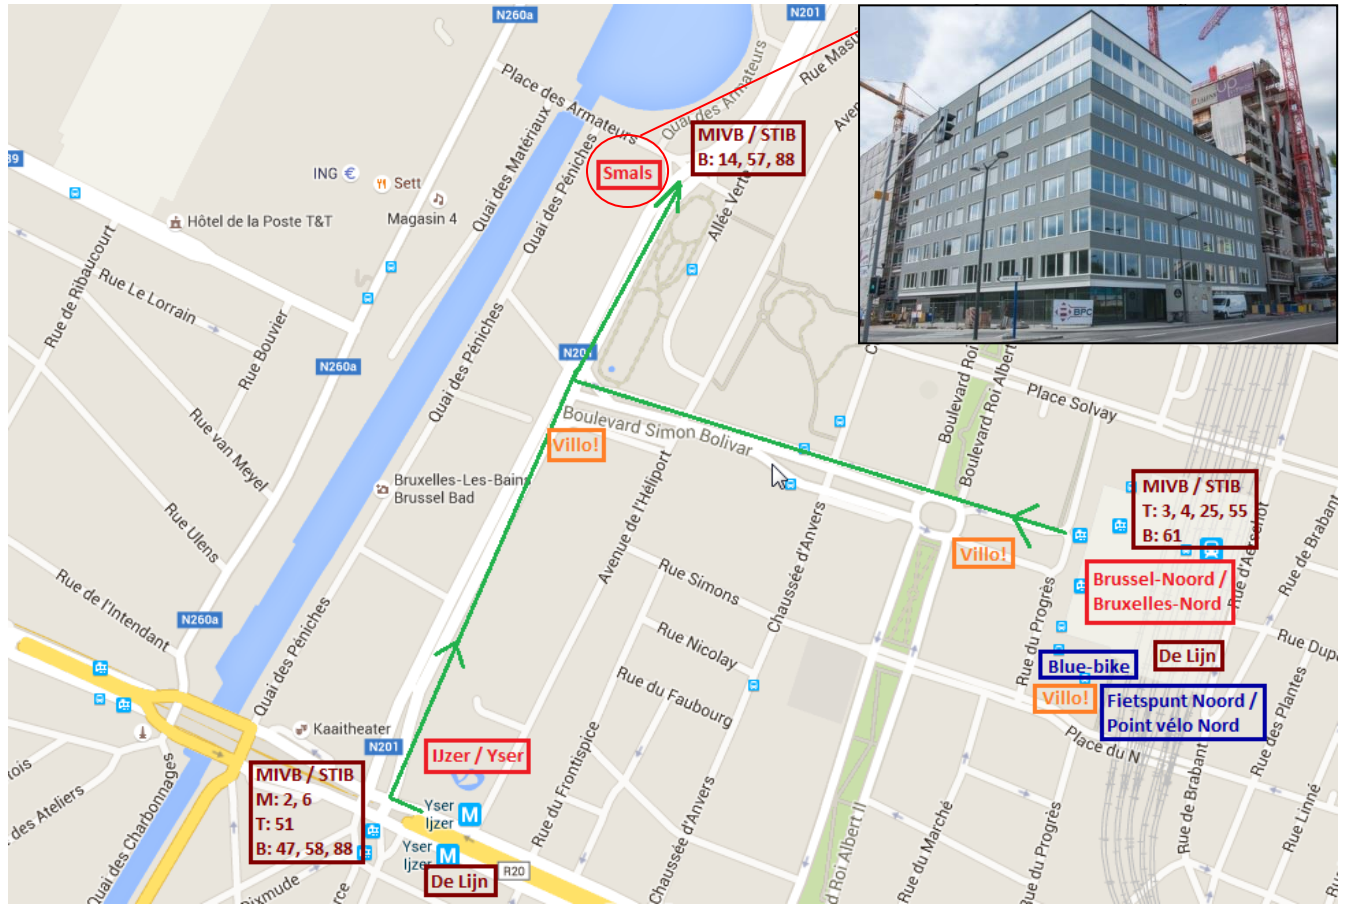 N260a
N201
Place des Armateurs
Quai des Armateurs
Rue Masui
MIVB / STIB
B: 14, 57, 88
Smals
ING €
Sett
Magasin 4
Hôtel de la Poste T&T
Quai des Matériaux
Quai des Péniches
Allée Verte
UP
BPC
BPC
Rue de Ribaucourt
Rue Le Lorrain
Rue Bouvier
N260a
N201
Quai des Péniches
Rue van Meyel
Boulevard Simon Bolivar
Villo!
Boulevard Roi
Boulevard Roi Albert
Place Solvay
Bruxelles-Les-Bains
Brussel Bad
Rue Ulens
Avenue de l'Héliport
Chaussée d'Anvers
MIVB / STIB
T: 3, 4, 25, 55
B: 61
Rue d'Aerschot
Rue de Brabant
Villo!
Rue Simons
Brussel-Noord /
Bruxelles-Nord
Rue de l'Intendant
N260a
Quai des Péniches
Rue Nicolay
Rue du Progrès
Rue Dup
Blue-bike
De Lijn
Rue du Faubourg
Villo!
Fietspunt Noord /
Point vélo Nord
Rue des Plantes
Place du N
Kaaitheater
N201
IJzer / Yser
MIVB / STIB
M: 2, 6
T: 51
B: 47, 58, 88
Yser
Ijzer
M
Yser
Ijzer
M
De Lijn
R20
Rue du Frontispice
Chaussée d'Anvers
d Roi Albert II
Rue du Marché
Rue du Progrès
Rue de Brabant
Rue Linné
des Ateliers
Quai des Charbonnages